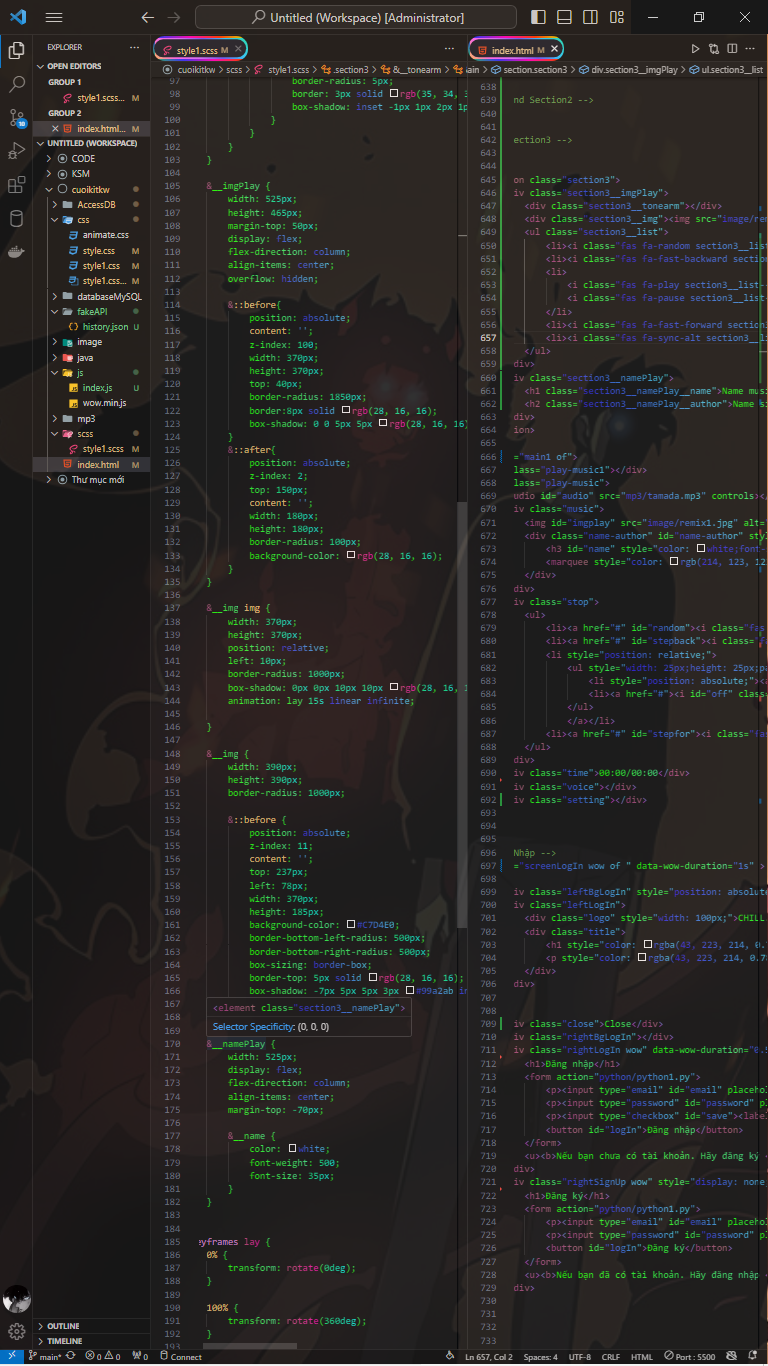 Untitled (Workspace) [Administrator]
EXPLORER
OPEN EDITORS
GROUP 1
style1.scss... M
GROUP 2
index.html... M
UNTITLED (WORKSPACE)
CODE
KSM
cuoikitkw
AccessDB
css
animate.css
style.css M
style1.css M
style1.css... M
databaseMySQL
fakeAPI
history.json U
image
java
js
index.js U
wow.min.js
mp3
scss
style1.scss M
index.html M
Thư mục mới
OUTLINE
TIMELINE
style1.scss M
cuoikitkw > scss > style1.scss > .section3 > &__tonearm >
97 border-radius: 5px;
98 border: 3px solid rgb(35, 34, 3
99 box-shadow: inset -1px 1px 2px 1p
100 }
101 }
102 }
103 }
104
105 &__imgPlay {
106 width: 525px;
107 height: 465px;
108 margin-top: 50px;
109 display: flex;
110 flex-direction: column;
111 align-items: center;
112 overflow: hidden;
113
114 &::before{
115 position: absolute;
116 content: '';
117 z-index: 100;
118 width: 370px;
119 height: 370px;
120 top: 40px;
121 border-radius: 1850px;
122 border:8px solid rgb(28, 16, 16);
123 box-shadow: 0 0 5px 5px rgb(28, 16, 16)
124 }
125 &::after{
126 position: absolute;
127 z-index: 2;
128 top: 150px;
129 content: '';
130 width: 180px;
131 height: 180px;
132 border-radius: 100px;
133 background-color: rgb(28, 16, 16);
134 }
135 }
136
137 &__img img {
138 width: 370px;
139 height: 370px;
140 position: relative;
141 left: 10px;
142 border-radius: 1000px;
143 box-shadow: 0px 0px 10px 10px rgb(28, 16, 1
144 animation: lay 15s linear infinite;
145
146 }
147
148 &__img {
149 width: 390px;
150 height: 390px;
151 border-radius: 1000px;
152
153 &::before {
154 position: absolute;
155 z-index: 11;
156 content: '';
157 top: 237px;
158 left: 78px;
159 width: 370px;
160 height: 185px;
161 background-color: #C7D4E0;
162 border-bottom-left-radius: 500px;
163 border-bottom-right-radius: 500px;
164 box-sizing: border-box;
165 border-top: 5px solid rgb(28, 16, 16);
166 box-shadow: -7px 5px 5px 3px #99a2ab in
167 <element class="section3__namePlay">
168
169 Selector Specificity: (0, 0, 0)
170 &__namePlay {
171 width: 525px;
172 display: flex;
173 flex-direction: column;
174 align-items: center;
175 margin-top: -70px;
176
177 &__name {
178 color: white;
179 font-weight: 500;
180 font-size: 35px;
181 }
182 }
183
184
185 eyframes lay {
186 0% {
187 transform: rotate(0deg);
188 }
189
190 100% {
191 transform: rotate(360deg);
192 }
193
index.html M
ain > section.section3 > div.section3__imgPlay > ul.section3__list
638
639 nd Section2 -->
640
641
642 ection3 -->
643
644
645 on class="section3">
646 iv class="section3__imgPlay">
647 <div class="section3__tonearm"></div>
648 <div class="section3__img"><img src="image/rem
649 <ul class="section3__list">
650 <li><i class="fas fa-random section3__list
651 <li><i class="fas fa-fast-backward section
652 <li>
653 <i class="fas fa-play section3__list-
654 <i class="fas fa-pause section3__list-
655 </li>
656 <li><i class="fas fa-fast-forward section3
657 <li><i class="fas fa-sync-alt section3__li
658 </ul>
659 div>
660 iv class="section3__namePlay">
661 <h1 class="section3__namePlay__name">Name musi
662 <h2 class="section3__namePlay__author">Name si
663 div>
664 ion>
665
666 ="main1 of">
667 lass="play-music1"></div>
668 lass="play-music">
669 udio id="audio" src="mp3/tamada.mp3" controls></
670 iv class="music">
671 <img id="imgplay" src="image/remix1.jpg" alt=
672 <div class="name-author" id="name-author" sty
673 <h3 id="name" style="color: white;font-
674 <marquee style="color: rgb(214, 123, 12
675 </div>
676 div>
677 iv class="stop">
678 <ul>
679 <li><a href="#" id="random"><i class="fas
680 <li><a href="#" id="stepback"><i class="f
681 <li style="position: relative;">
682 <ul style="width: 25px;height: 25px;pa
683 <li style="position: absolute;"><a
684 <li><a href="#"><i id="off" class=
685 </ul>
686 </a></li>
687 <li><a href="#" id="stepfor"><i class="fas
688 </ul>
689 div>
690 iv class="time">00:00/00:00</div>
691 iv class="voice"></div>
692 iv class="setting"></div>
693
694
695
696 Nhập -->
697 ="screenLogIn wow of " data-wow-duration="1s" >
698
699 iv class="leftBgLogIn" style="position: absolute
700 iv class="leftLogIn">
701 <div class="logo" style="width: 100px;">CHILL
702 <div class="title">
703 <h1 style="color: rgba(43, 223, 214, 0.7
704 <p style="color: rgba(43, 223, 214, 0.78
705 </div>
706 div>
707
708
709 iv class="close">Close</div>
710 iv class="rightBgLogIn"></div>
711 iv class="rightLogIn wow" data-wow-duration="0.5
712 <h1>Đăng nhập</h1>
713 <form action="python/python1.py">
714 <p><input type="email" id="email" placehol
715 <p><input type="password" id="password" pl
716 <p><input type="checkbox" id="save"><label
717 <button id="logIn">Đăng nhập</button>
718 </form>
719 <u><b>Nếu bạn chưa có tài khoản. Hãy đăng ký <
720 div>
721 iv class="rightSignUp wow" style="display: none
722 <h1>Đăng ký</h1>
723 <form action="python/python1.py">
724 <p><input type="email" id="email" placehol
725 <p><input type="password" id="password" pl
726 <button id="logIn">Đăng ký</button>
727 </form>
728 <u><b>Nếu bạn đã có tài khoản. Hãy đăng nhập <
729 div>
730
731
732
733
main* 0 0 0 Connect
Ln 657, Col 2 Spaces: 4 UTF-8 CRLF HTML Port : 5500